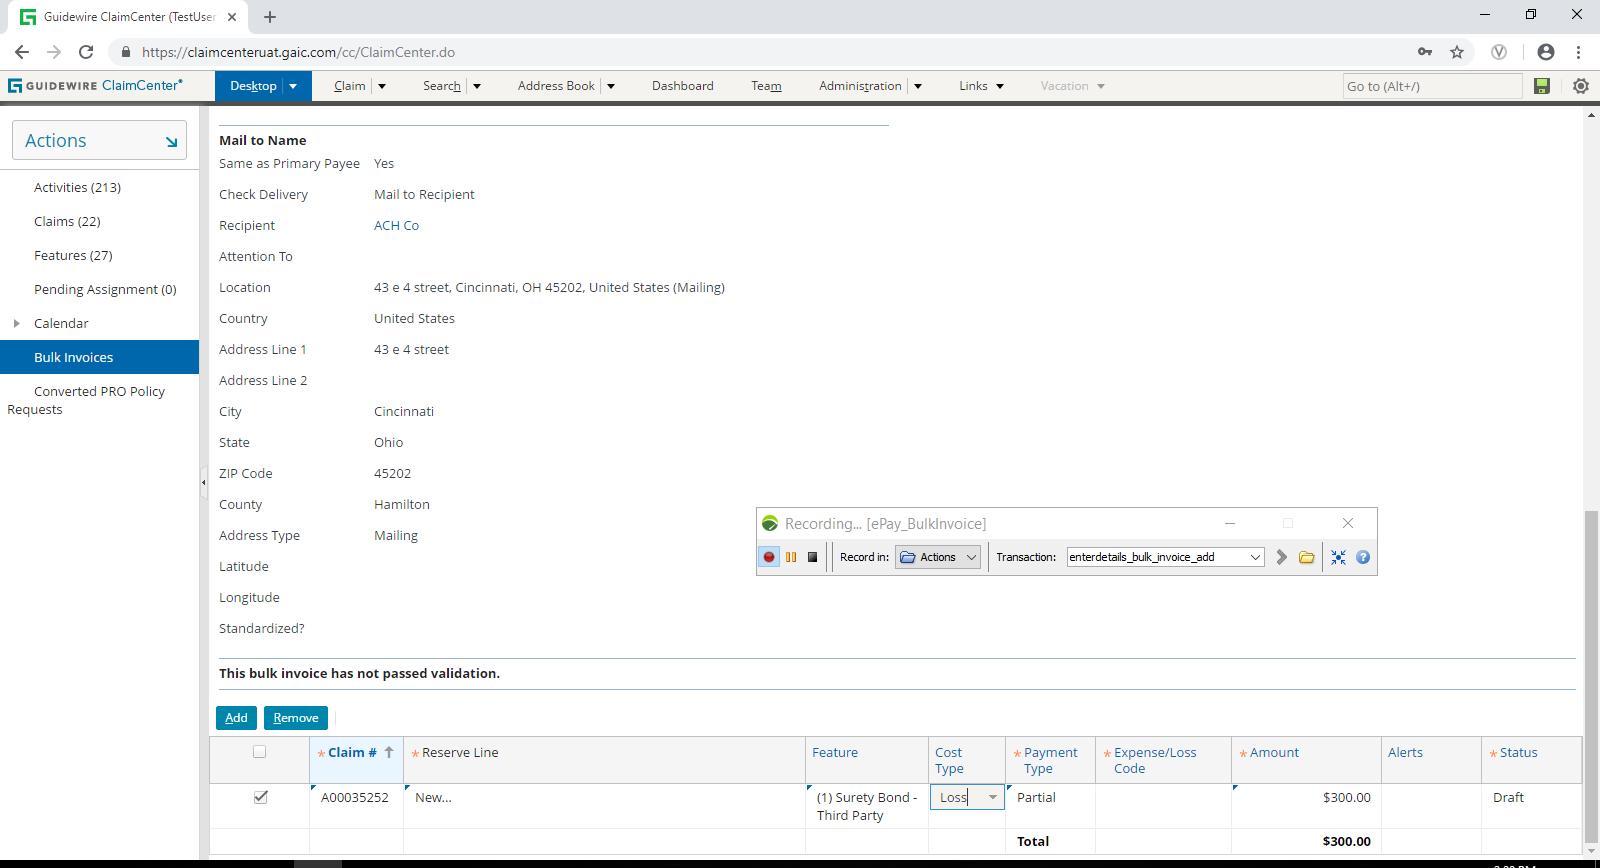 Guidewire ClaimCenter (TestUser
https://claimcenteruat.gaic.com/cc/ClaimCenter.do
GUIDEWIRE ClaimCenter®
Desktop
Claim
Search
Address Book
Dashboard
Team
Administration
Links
Vacation
Go to (Alt+/)
Actions
Activities (213)
Claims (22)
Features (27)
Pending Assignment (0)
Calendar
Bulk Invoices
Converted PRO Policy
Requests
Mail to Name
Same as Primary Payee Yes
Check Delivery Mail to Recipient
Recipient ACH Co
Attention To
Location 43 e 4 street, Cincinnati, OH 45202, United States (Mailing)
Country United States
Address Line 1 43 e 4 street
Address Line 2
City Cincinnati
State Ohio
ZIP Code 45202
County Hamilton
Address Type Mailing
Latitude
Longitude
Standardized?
Recording... [ePay_BulkInvoice]
Record in: Actions Transaction: enterdetails_bulk_invoice_add
This bulk invoice has not passed validation.
Add Remove
* Claim # * Reserve Line Feature Cost Type * Payment Type * Expense/Loss Code * Amount Alerts * Status
A00035252 New... (1) Surety Bond - Third Party Loss Partial $300.00 Draft
Total $300.00